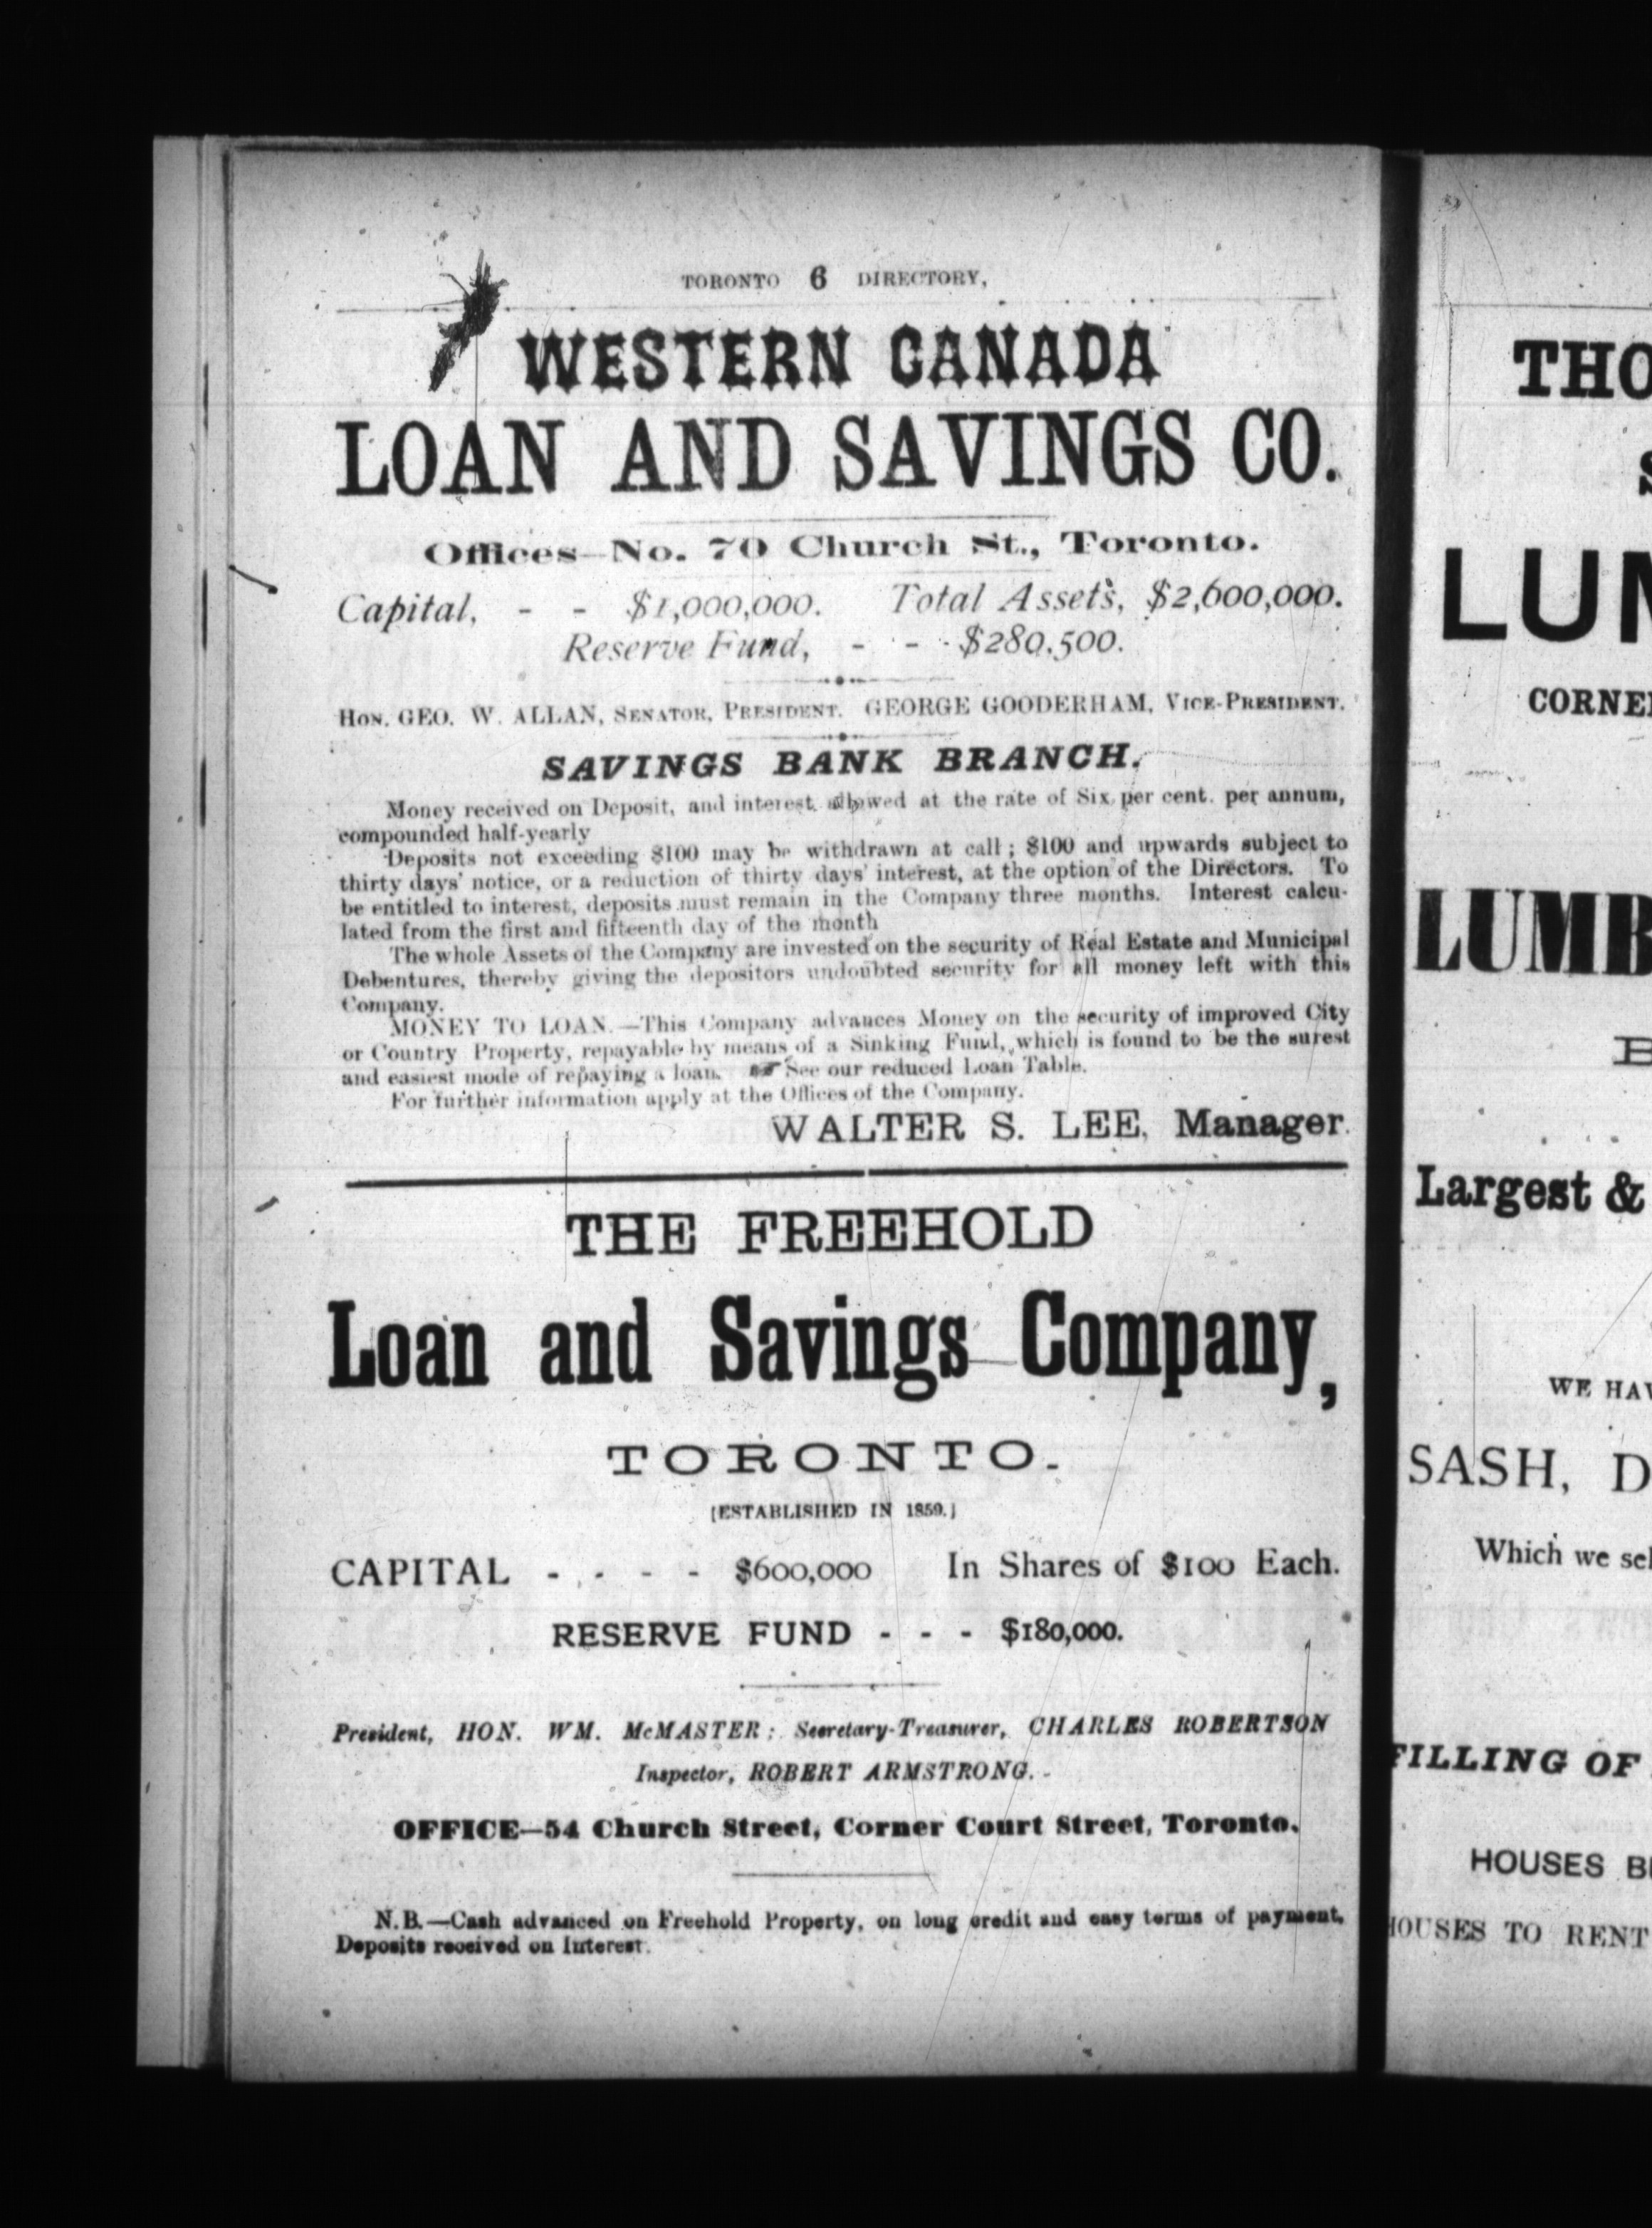 TORONTO 6 DIRECTORY,
WESTERN CANADA
LOAN AND SAVINGS CO.
Offices—No. 70 Church St., Toronto.
Capital, - - $1,000,000. Total Assets, $2,600,000.
Reserve Fund, - - - $280,500.
HON. GEO. W. ALLAN, SENATOR, PRESIDENT. GEORGE GOODERHAM, VICE-PRESIDENT.
SAVINGS BANK BRANCH.
Money received on Deposit, and interest allowed at the rate of Six per cent. per annum,
compounded half-yearly
Deposits not exceeding $100 may be withdrawn at call; $100 and upwards subject to
thirty days' notice, or a reduction of thirty days' interest, at the option of the Directors. To
be entitled to interest, deposits must remain in the Company three months. Interest calcu-
lated from the first and fifteenth day of the month
The whole Assets of the Company are invested on the security of Real Estate and Municipal
Debentures, thereby giving the depositors undoubted security for all money left with this
Company.
MONEY TO LOAN.—This Company advances Money on the security of improved City
or Country Property, repayable by means of a Sinking Fund, which is found to be the surest
and easiest mode of repaying a loan. ☞ See our reduced Loan Table.
For further information apply at the Offices of the Company.
WALTER S. LEE, Manager.
THE FREEHOLD
Loan and Savings Company,
TORONTO.
[ESTABLISHED IN 1859.]
CAPITAL - - - - $600,000 In Shares of $100 Each.
RESERVE FUND - - - $180,000.
President, HON. WM. McMASTER; Secretary-Treasurer, CHARLES ROBERTSON
Inspector, ROBERT ARMSTRONG.
OFFICE—54 Church Street, Corner Court Street, Toronto.
N.B.—Cash advanced on Freehold Property, on long credit and easy terms of payment.
Deposits received on Interest.
THO
S
LUM
CORNE
LUMB
B
Largest &
WE HAV
SASH, D
Which we sel
FILLING OF
HOUSES B
HOUSES TO RENT